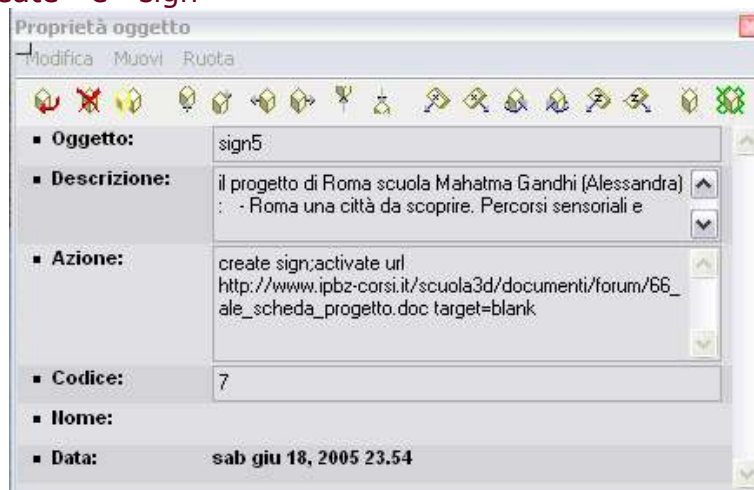 Proprietà oggetto
Modifica Muovi Ruota
Oggetto: sign5
Descrizione: il progetto di Roma scuola Mahatma Gandhi (Alessandra)
: - Roma una città da scoprire. Percorsi sensoriali e
Azione: create sign;activate url
http://www.ipbz-corsi.it/scuola3d/documenti/forum/66_
ale_scheda_progetto.doc target=blank
Codice: 7
Nome:
Data: sab giu 18, 2005 23.54